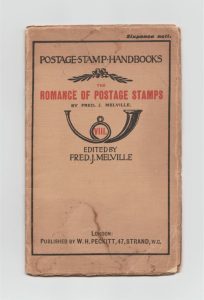 Sixpence nett.
POSTAGE·STAMP·HANDBOOKS
THE
ROMANCE OF POSTAGE STAMPS
BY FRED. J. MELVILLE.
VIII.
EDITED BY
FRED.J.MELVILLE
LONDON:
PUBLISHED BY W. H. PECKITT, 47, STRAND, W.C.